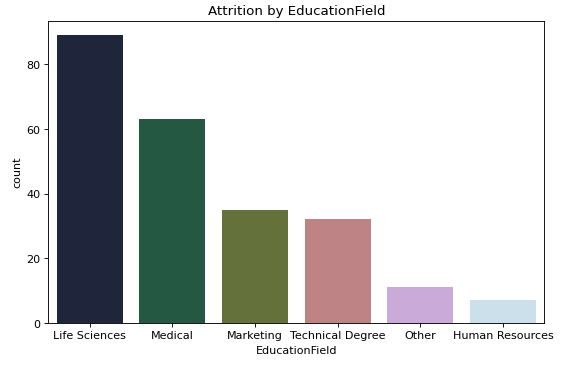 Attrition by EducationField
count
80
60
40
20
0
Life Sciences Medical Marketing Technical Degree Other Human Resources
EducationField